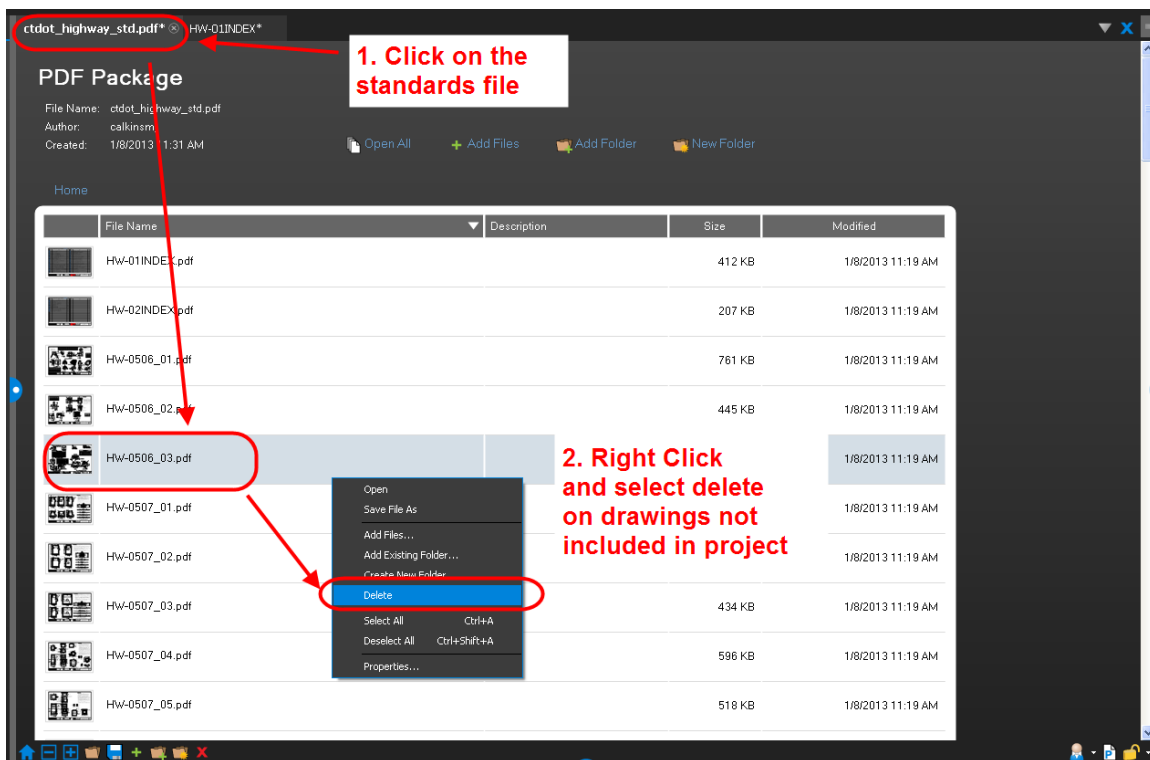 ctdot_highway_std.pdf* HW-01INDEX*
1. Click on the
standards file
PDF Package
File Name: ctdot_highway_std.pdf
Author: calkinsm
Created: 1/8/2013 11:31 AM
Open All Add Files Add Folder New Folder
Home
File Name Description Size Modified
HW-01INDEX.pdf 412 KB 1/8/2013 11:19 AM
HW-02INDEX.pdf 207 KB 1/8/2013 11:19 AM
HW-0506_01.pdf 761 KB 1/8/2013 11:19 AM
HW-0506_02.pdf 445 KB 1/8/2013 11:19 AM
HW-0506_03.pdf 1/8/2013 11:19 AM
2. Right Click
and select delete
on drawings not
included in project
HW-0507_01.pdf 1/8/2013 11:19 AM
HW-0507_02.pdf 1/8/2013 11:19 AM
HW-0507_03.pdf 434 KB 1/8/2013 11:19 AM
HW-0507_04.pdf 596 KB 1/8/2013 11:19 AM
HW-0507_05.pdf 518 KB 1/8/2013 11:19 AM
Open
Save File As
Add Files...
Add Existing Folder...
Create New Folder
Delete
Select All Ctrl+A
Deselect All Ctrl+Shift+A
Properties...